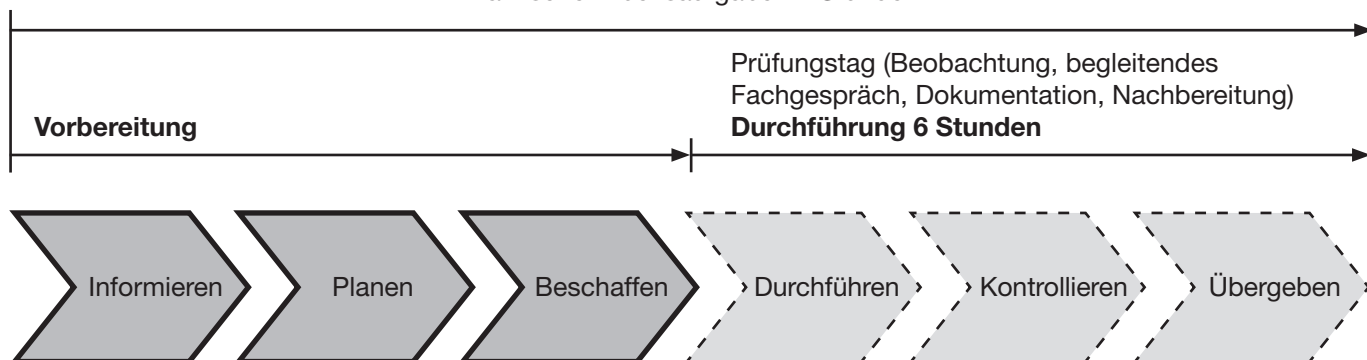 Prüfungstag (Beobachtung, begleitendes
Fachgespräch, Dokumentation, Nachbereitung)
Vorbereitung
Durchführung 6 Stunden
Informieren
Planen
Beschaffen
Durchführen
Kontrollieren
Übergeben